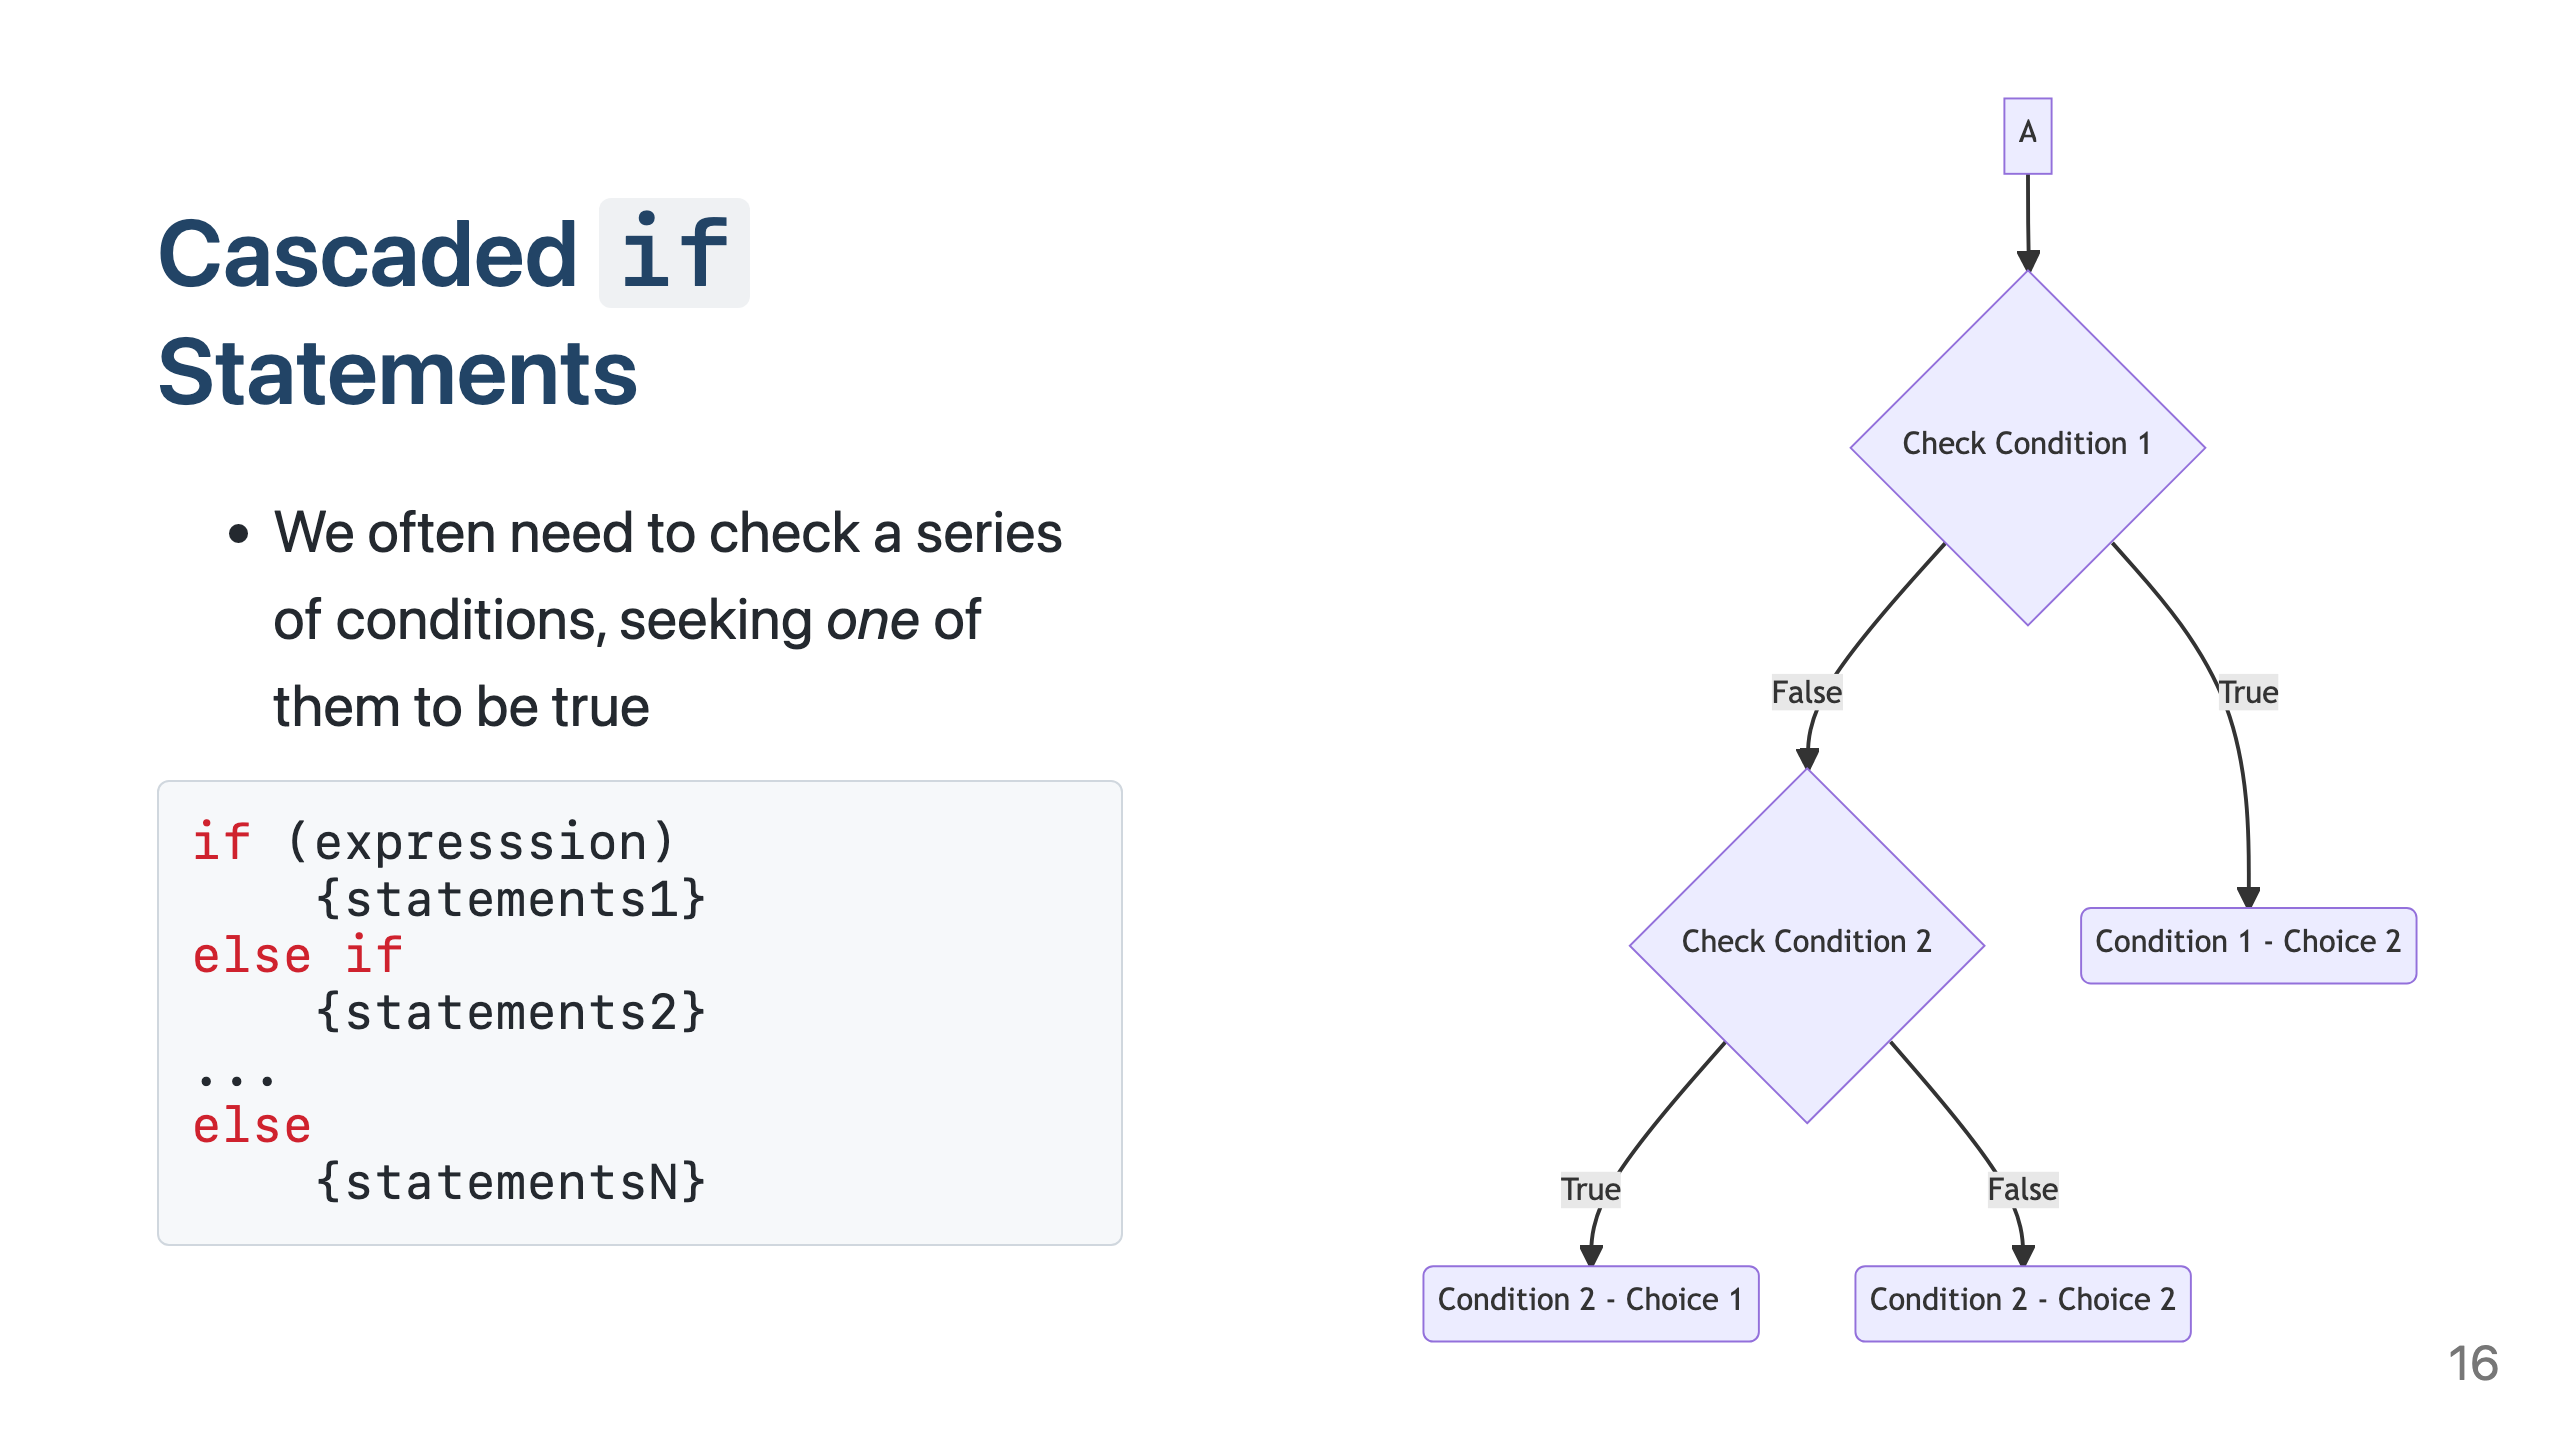 Cascaded if
Statements
• We often need to check a series
of conditions, seeking one of
them to be true
if (expresssion)
    {statements1}
else if
    {statements2}
...
else
    {statementsN}
A
Check Condition 1
False
True
Check Condition 2
Condition 1 - Choice 2
True
False
Condition 2 - Choice 1
Condition 2 - Choice 2
16